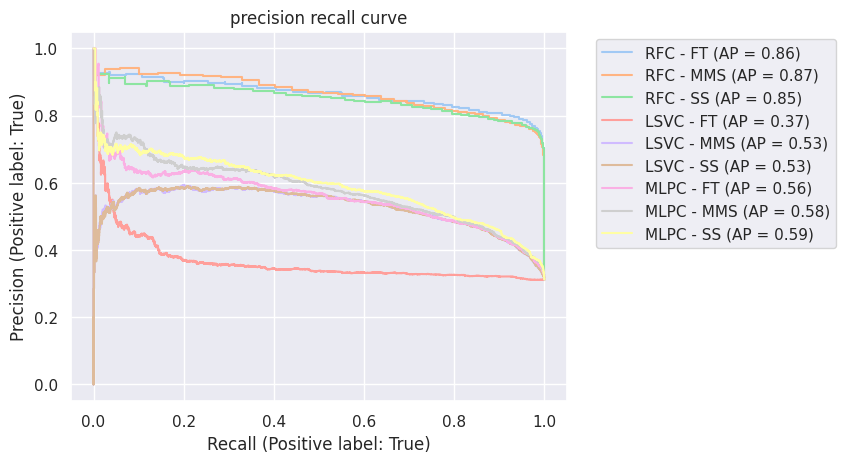 precision recall curve
1.0
0.8
0.6
0.4
0.2
0.0
Precision (Positive label: True)
0.0 0.2 0.4 0.6 0.8 1.0
Recall (Positive label: True)
RFC - FT (AP = 0.86)
RFC - MMS (AP = 0.87)
RFC - SS (AP = 0.85)
LSVC - FT (AP = 0.37)
LSVC - MMS (AP = 0.53)
LSVC - SS (AP = 0.53)
MLPC - FT (AP = 0.56)
MLPC - MMS (AP = 0.58)
MLPC - SS (AP = 0.59)